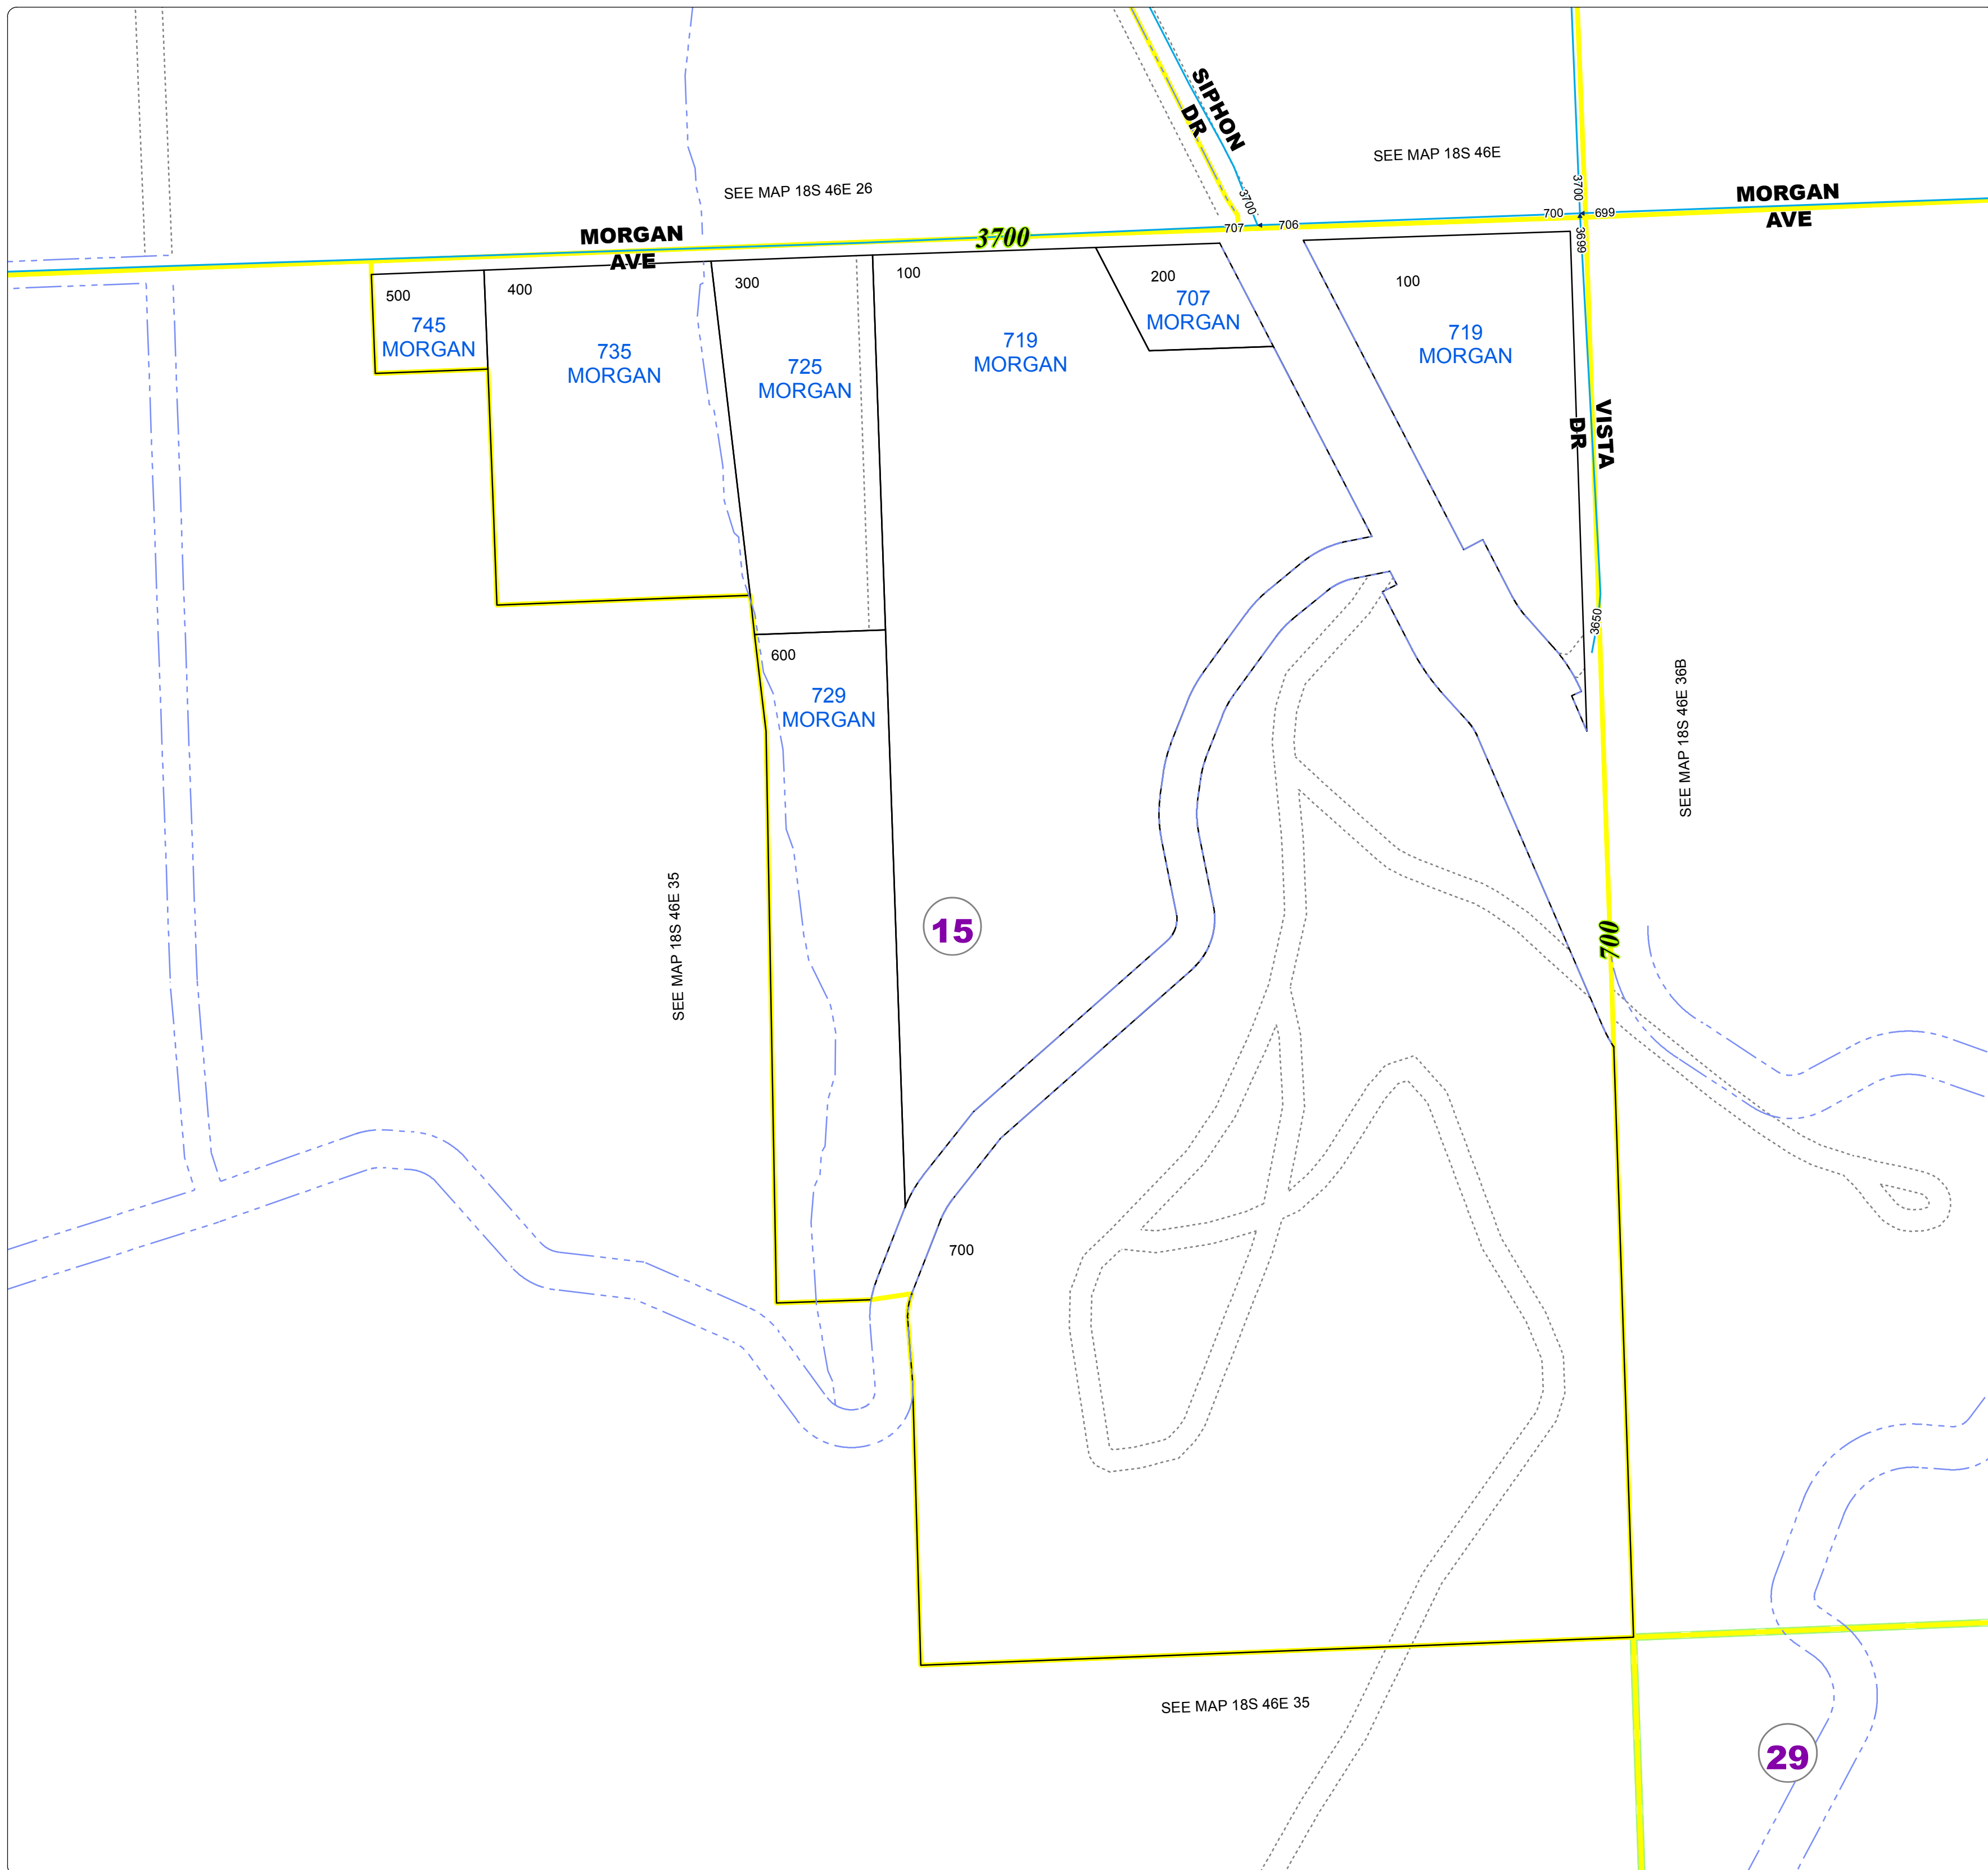 SIPHON
DR
SEE MAP 18S 46E
SEE MAP 18S 46E 26
3700
3700
MORGAN
AVE
MORGAN
AVE
3700
707
706
700
699
3699
500
745
MORGAN
400
735
MORGAN
300
725
MORGAN
100
719
MORGAN
200
707
MORGAN
100
719
MORGAN
VISTA
DR
3650
600
729
MORGAN
SEE MAP 18S 46E 36B
SEE MAP 18S 46E 35
15
700
700
SEE MAP 18S 46E 35
29